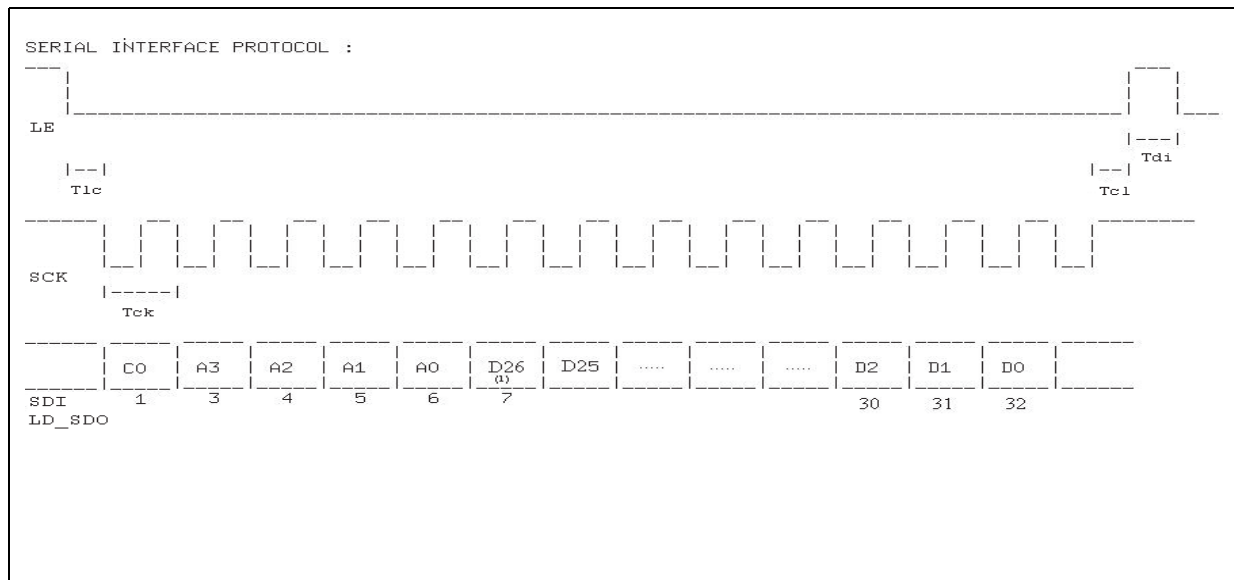 SERIAL INTERFACE PROTOCOL :
LE
Tdi
Tlc
Tcl
SCK
Tck
C0 A3 A2 A1 A0 D26 D25 ..... ..... ..... D2 D1 D0
(1)
SDI 1 3 4 5 6 7 30 31 32
LD_SDO